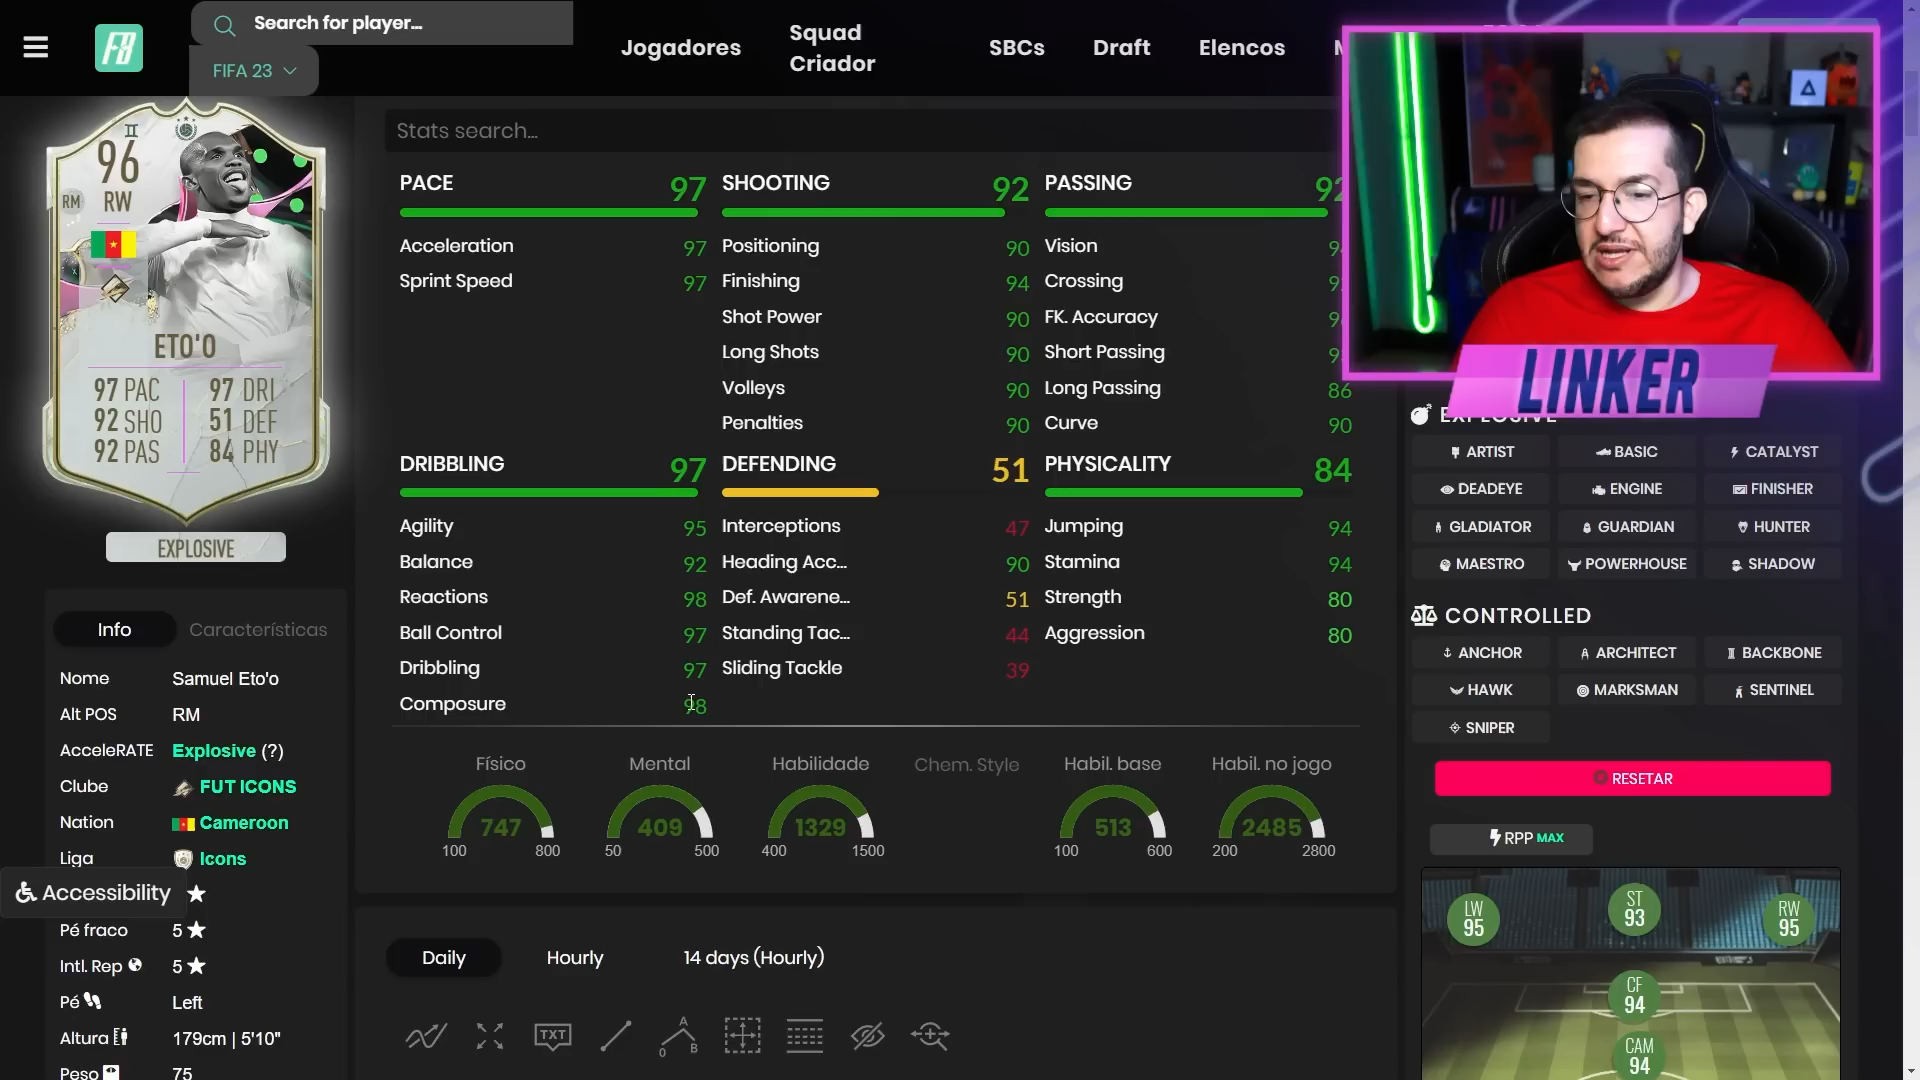 Search for player...
FIFA 23
Jogadores
Squad Criador
SBCs
Draft
Elencos
96
RW
RM
ETO'O
97 PAC
92 SHO
92 PAS
97 DRI
51 DEF
84 PHY
EXPLOSIVE
Info
Características
Nome Samuel Eto'o
Alt POS RM
AcceleRATE Explosive (?)
Clube FUT ICONS
Nation Cameroon
Liga Icons
Accessibility
Pé fraco 5
Intl. Rep 5
Pé Left
Altura 179cm | 5'10"
Peso 75
Stats search...
PACE 97
Acceleration 97
Sprint Speed 97
SHOOTING 92
Positioning 90
Finishing 94
Shot Power 90
Long Shots 90
Volleys 90
Penalties 90
PASSING 92
Vision
Crossing
FK. Accuracy
Short Passing
Long Passing 86
Curve 90
DRIBBLING 97
Agility 95
Balance 92
Reactions 98
Ball Control 97
Dribbling 97
Composure 98
DEFENDING 51
Interceptions 47
Heading Acc... 90
Def. Awarene... 51
Standing Tac... 44
Sliding Tackle 39
PHYSICALITY 84
Jumping 94
Stamina 94
Strength 80
Aggression 80
Físico
747
100 800
Mental
409
50 500
Habilidade
1329
400 1500
Chem. Style
Habil. base
513
100 600
Habil. no jogo
2485
200 2800
Daily
Hourly
14 days (Hourly)
TXT
A
0 B
LINKER
EXPLOSIVE
ARTIST
BASIC
CATALYST
DEADEYE
ENGINE
FINISHER
GLADIATOR
GUARDIAN
HUNTER
MAESTRO
POWERHOUSE
SHADOW
CONTROLLED
ANCHOR
ARCHITECT
BACKBONE
HAWK
MARKSMAN
SENTINEL
SNIPER
RESETAR
RPP MAX
LW
95
ST
93
RW
95
CF
94
CAM
94